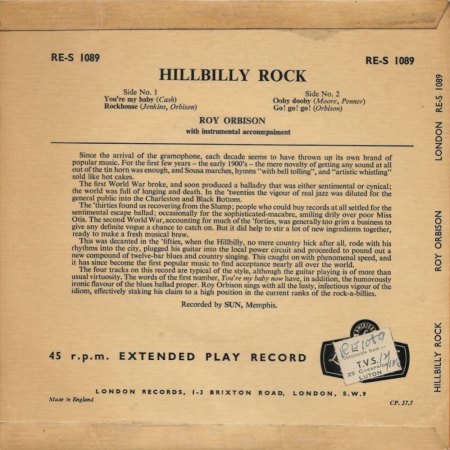 RE-S 1089
RE-S 1089
HILLBILLY ROCK
Side No. 1
You're my baby (Cash)
Rockhouse (Jenkins, Orbison)
Side No. 2
Ooby dooby (Moore, Penner)
Go! go! go! (Orbison)
ROY ORBISON
with instrumental accompaniment
Since the arrival of the gramophone, each decade seems to have thrown up its own brand of
popular music. For the first few years – the early 1900's – the mere novelty of getting any sound at all
out of the tin horn was enough, and Sousa marches, hymns "with bell tolling", and "artistic whistling"
sold like hot cakes.
The first World War broke, and soon produced a balladry that was either sentimental or cynical;
the world was full of longing and death. In the 'twenties the vigour of real jazz was diluted for the
general public into the Charleston and Black Bottom.
The 'thirties found us recovering from the Slump; people who could buy records at all settled for the
sentimental escape ballad; occasionally for the sophisticated-macabre, smiling drily over poor Miss
Otis. The second World War, accounting for much of the 'forties, was generally too grim a business to
give any definite vogue a chance to catch on. But it did help to stir a lot of new ingredients together,
ready to make a fresh musical brew.
This was decanted in the 'fifties, when the Hillbilly, no mere country hick after all, rode with his
rhythms into the city, plugged his guitar into the local power circuit and proceeded to pound out a
new compound of twelve-bar blues and country singing. This caught on with phenomenal speed, and
it has since become the first popular music to find acceptance nearly all over the world.
The four tracks on this record are typical of the style, although the guitar playing is of more than
usual virtuosity. The words of the first number, You're my baby now have, in addition, the humorously
ironic flavour of the blues ballad proper. Roy Orbison sings with all the lusty, infectious vigour of the
idiom, effectively staking his claim to a high position in the current ranks of the rock-a-billies.
Recorded by SUN, Memphis.
45 r.p.m. EXTENDED PLAY RECORD
RE1089
T.V.S.
LUTON
LONDON RECORDS, 1-3 BRIXTON ROAD, LONDON, S.W.9
Made in England
CP. 57.7
LONDON RE-S 1089
ROY ORBISON
HILLBILLY ROCK